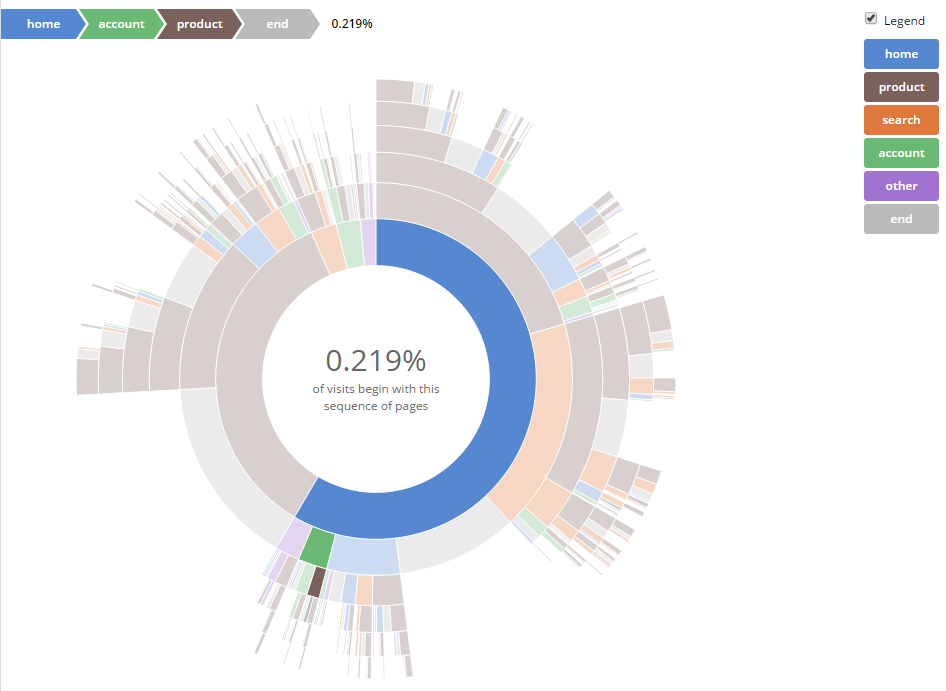 home account product end 0.219%
Legend
home
product
search
account
other
end
0.219%
of visits begin with this
sequence of pages